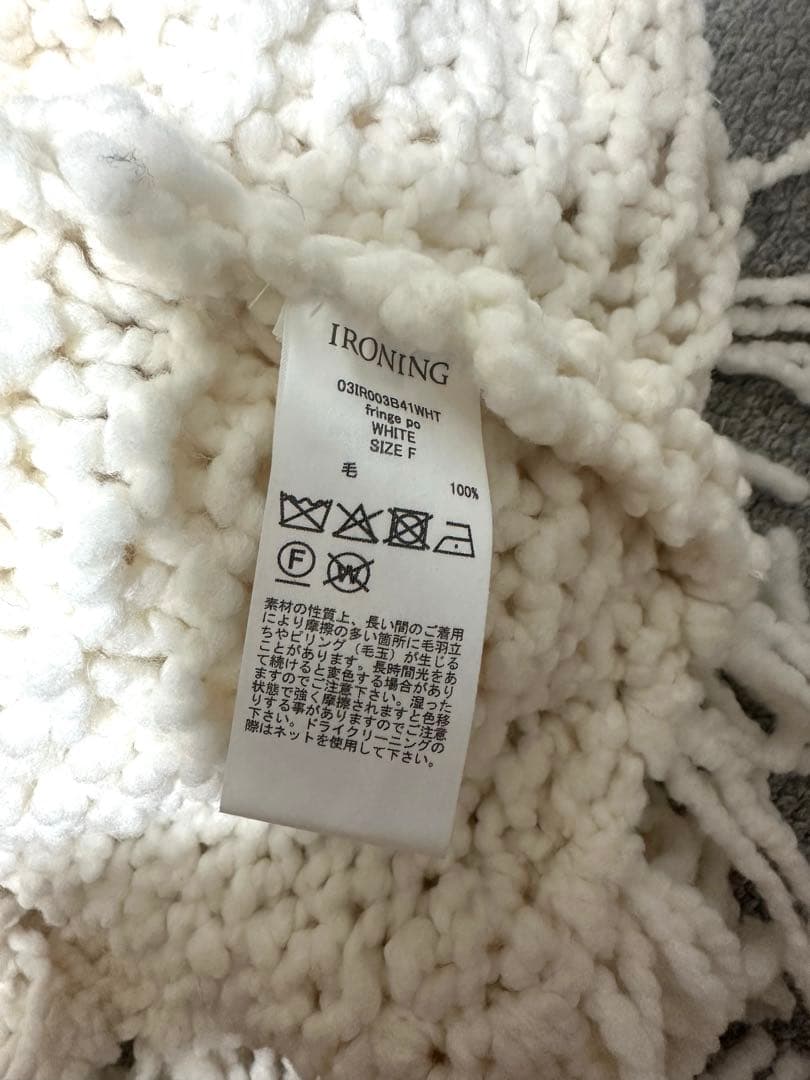 IRONING
03IR003B41WHT
fringe po
WHITE
SIZE F
毛 100%
F
W
素材の性質上、長い間のご着用
により摩擦の多い箇所に毛羽立
ちやピリング（毛玉）が生じる
ことがあります。長時間光をあ
て続けると変色する場合があり
ますのでご注意下さい。湿った
状態で強く摩擦されますと色移
りする事がありますのでご注意
下さい。ドライクリーニングの
際はネットを使用して下さい。